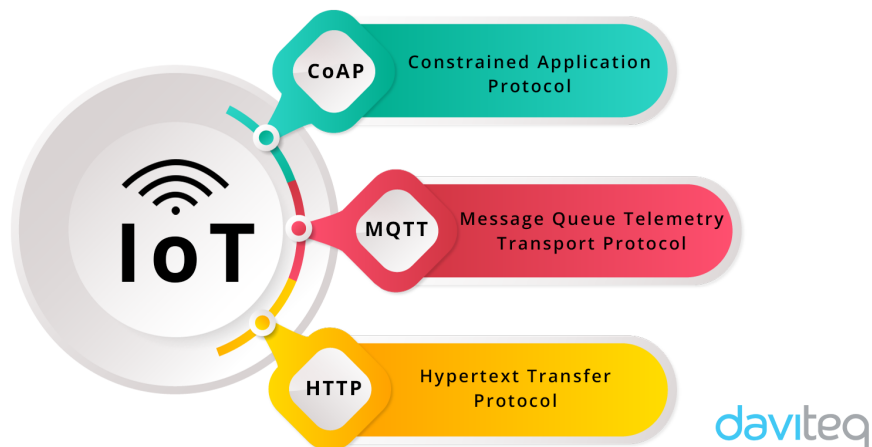 IoT
CoAP
Constrained Application
Protocol
MQTT
Message Queue Telemetry
Transport Protocol
HTTP
Hypertext Transfer
Protocol
daviteq